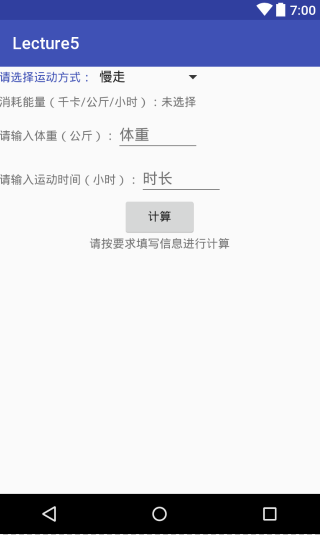 7:00
Lecture5
请选择运动方式： 慢走
消耗能量（千卡/公斤/小时）：未选择
请输入体重（公斤）： 体重
请输入运动时间（小时）： 时长
计算
请按要求填写信息进行计算